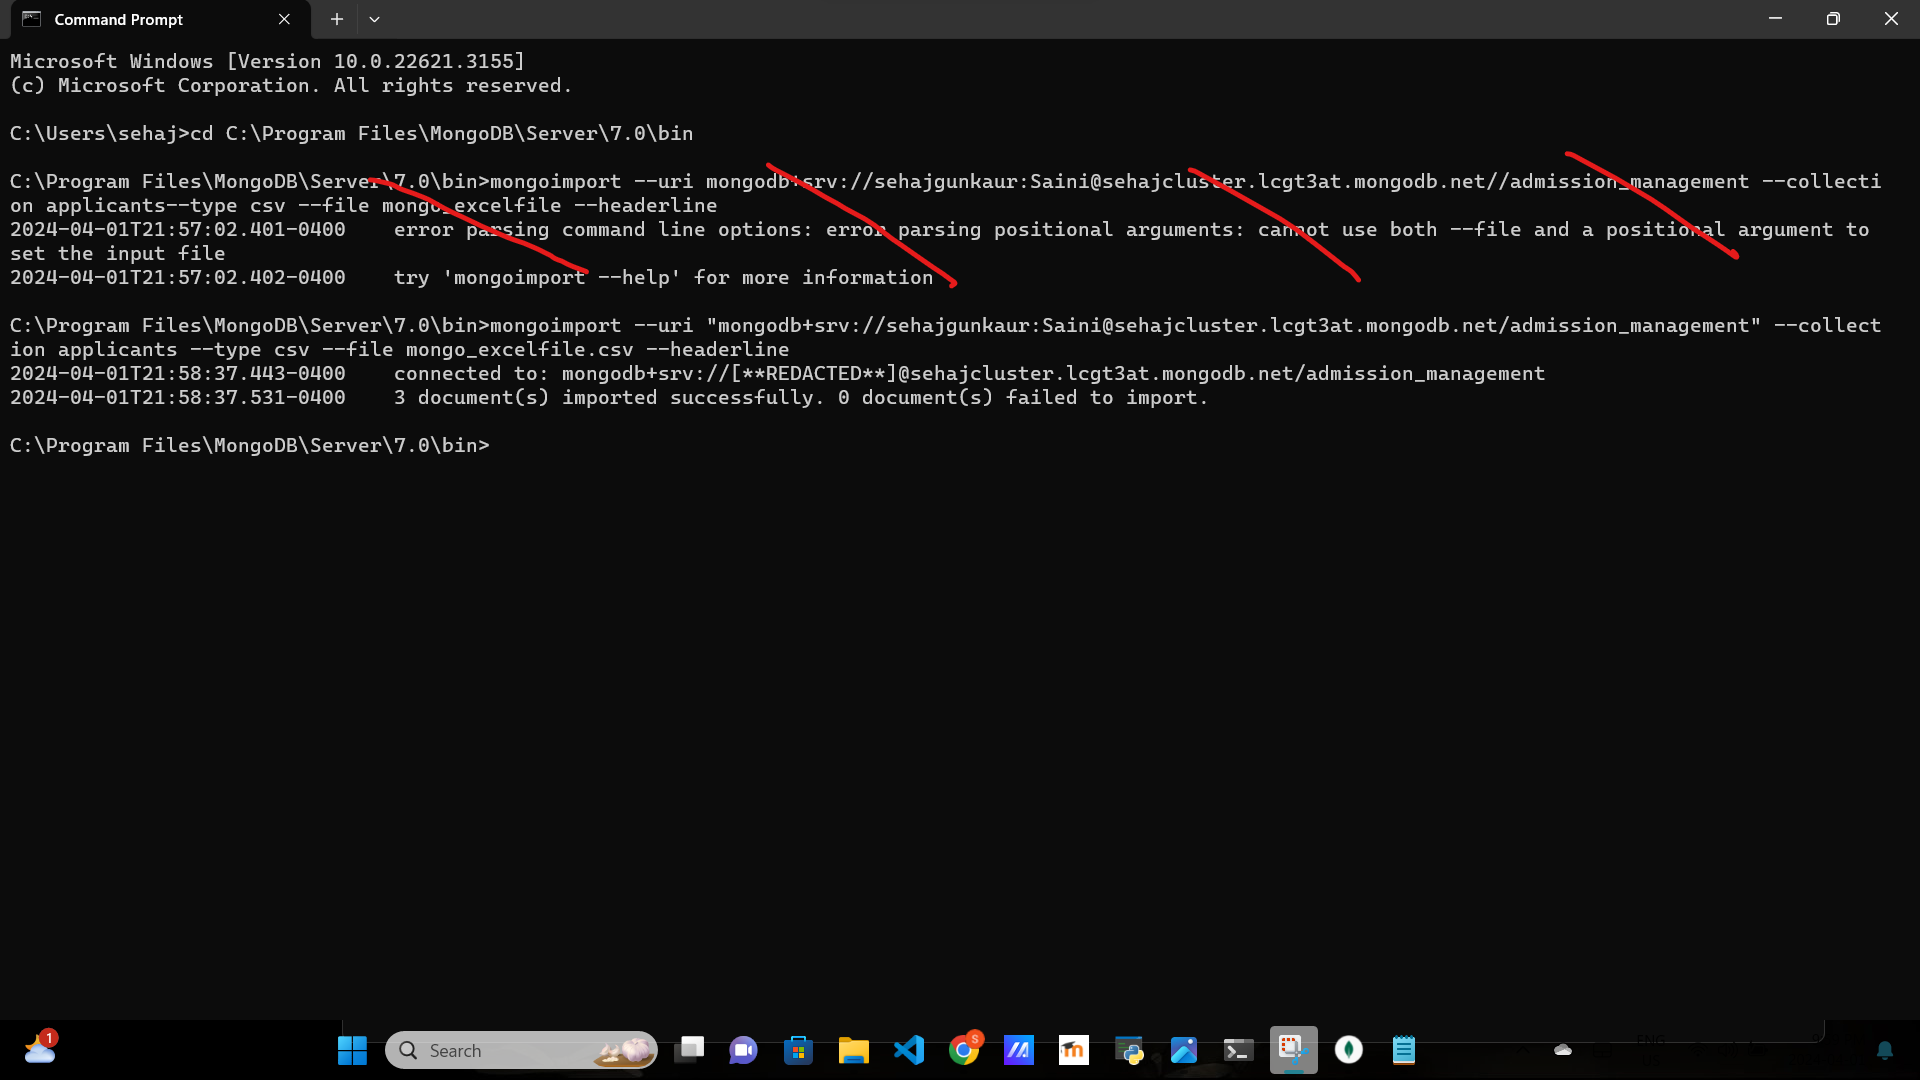 Command Prompt
Microsoft Windows [Version 10.0.22621.3155]
(c) Microsoft Corporation. All rights reserved.
C:\Users\sehaj>cd C:\Program Files\MongoDB\Server\7.0\bin
C:\Program Files\MongoDB\Server\7.0\bin>mongoimport --uri mongodb+srv://sehajgunkaur:Saini@sehajcluster.lcgt3at.mongodb.net//admission_management --collecti
on applicants--type csv --file mongo_excelfile --headerline
2024-04-01T21:57:02.401-0400    error parsing command line options: error parsing positional arguments: cannot use both --file and a positional argument to
set the input file
2024-04-01T21:57:02.402-0400    try 'mongoimport --help' for more information
C:\Program Files\MongoDB\Server\7.0\bin>mongoimport --uri "mongodb+srv://sehajgunkaur:Saini@sehajcluster.lcgt3at.mongodb.net/admission_management" --collect
ion applicants --type csv --file mongo_excelfile.csv --headerline
2024-04-01T21:58:37.443-0400    connected to: mongodb+srv://[**REDACTED**]@sehajcluster.lcgt3at.mongodb.net/admission_management
2024-04-01T21:58:37.531-0400    3 document(s) imported successfully. 0 document(s) failed to import.
C:\Program Files\MongoDB\Server\7.0\bin>
1
Search
S
ENG